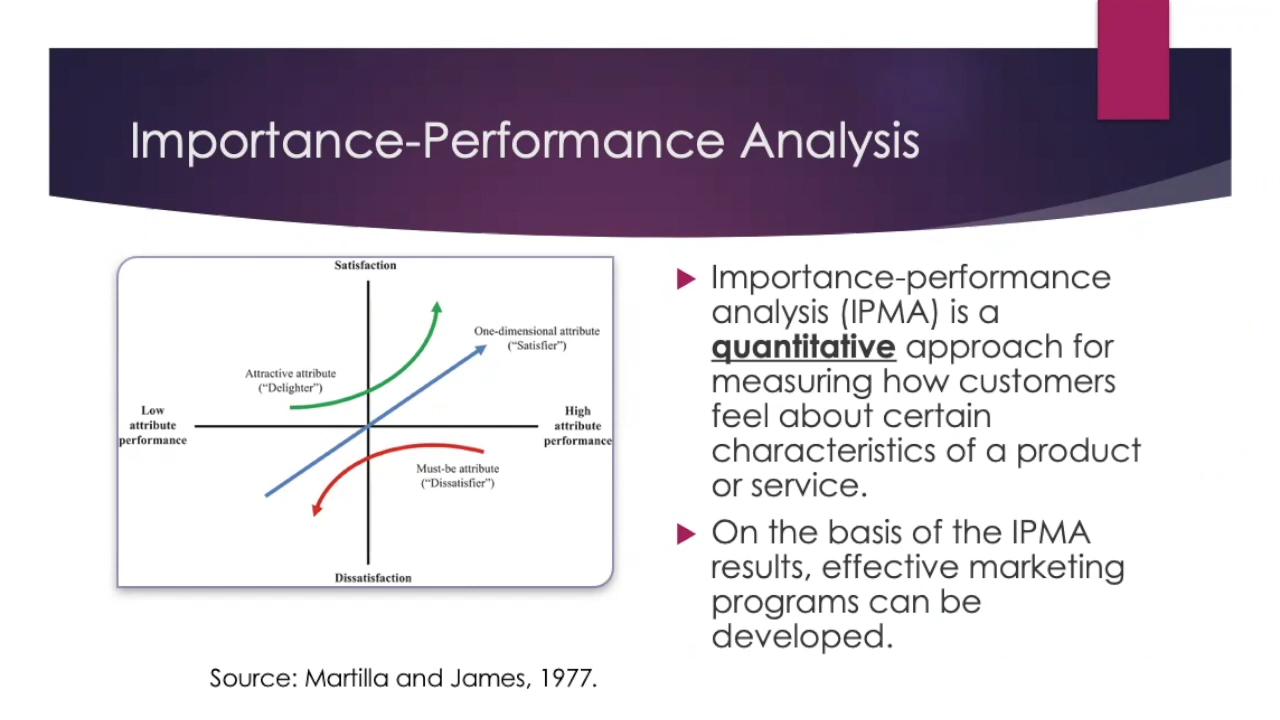 Importance-Performance Analysis
Satisfaction
One-dimensional attribute
(“Satisfier”)
Attractive attribute
(“Delighter”)
Low
attribute
performance
High
attribute
performance
Must-be attribute
(“Dissatisfier”)
Dissatisfaction
Source: Martilla and James, 1977.
Importance-performance
analysis (IPMA) is a
quantitative approach for
measuring how customers
feel about certain
characteristics of a product
or service.
On the basis of the IPMA
results, effective marketing
programs can be
developed.